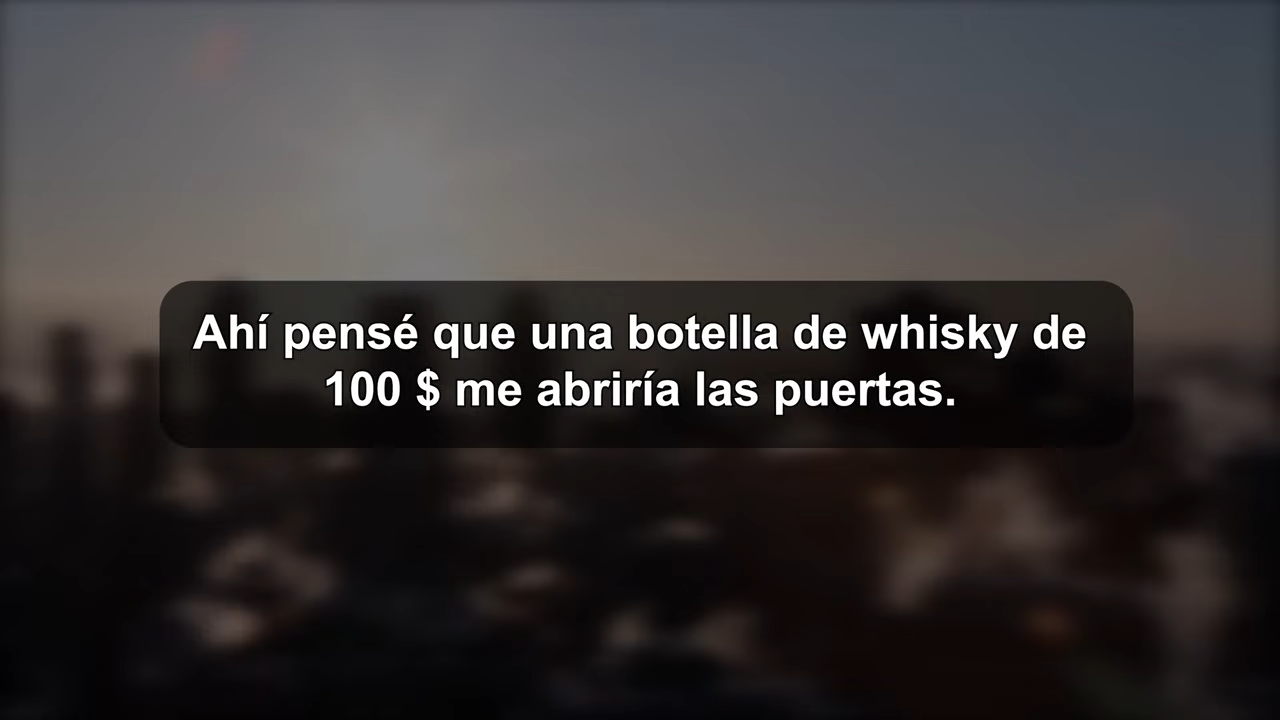 Ahí pensé que una botella de whisky de
100 $ me abriría las puertas.